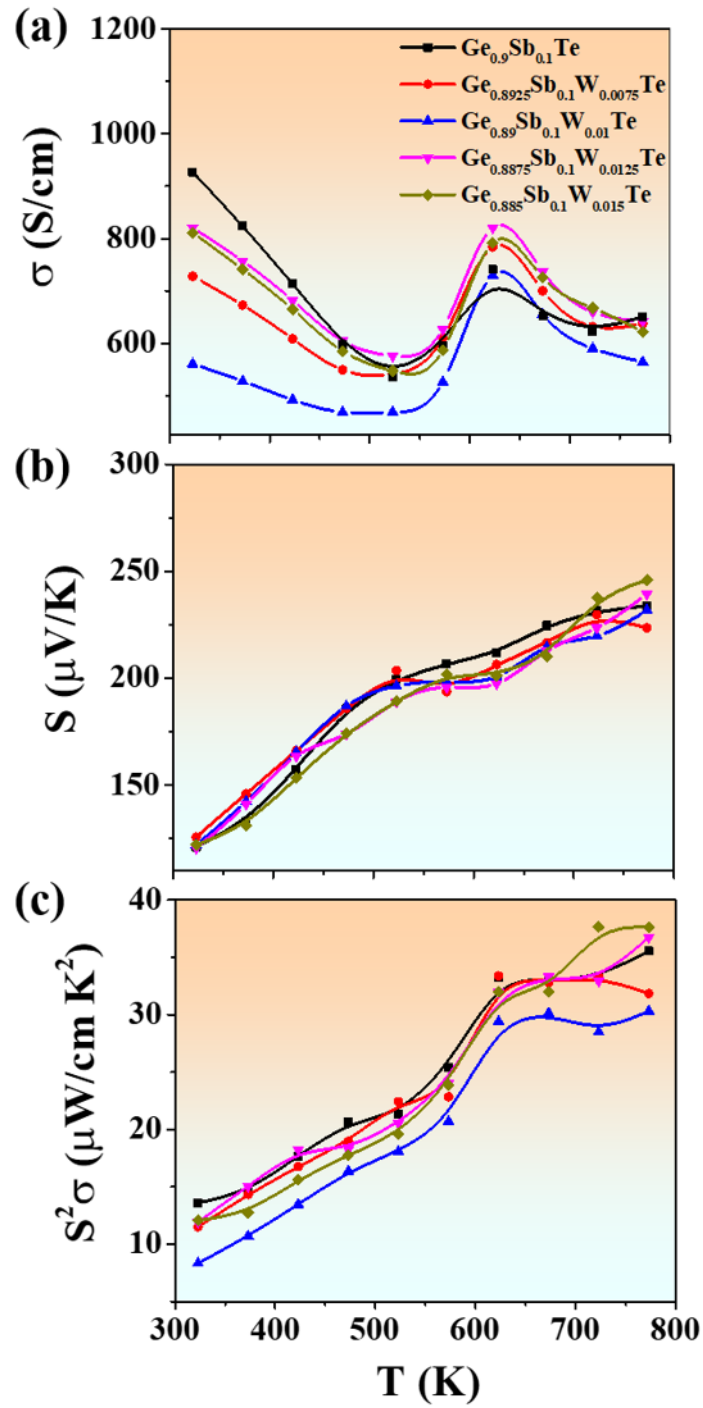 (a)
σ (S/cm)
1200
1000
800
600
Ge₀.₉Sb₀.₁Te
Ge₀.₈₉₂₅Sb₀.₁W₀.₀₀₇₅Te
Ge₀.₈₉Sb₀.₁W₀.₀₁Te
Ge₀.₈₈₇₅Sb₀.₁W₀.₀₁₂₅Te
Ge₀.₈₈₅Sb₀.₁W₀.₀₁₅Te
(b)
S (μV/K)
300
250
200
150
(c)
S²σ (μW/cm K²)
40
30
20
10
300 400 500 600 700 800
T (K)